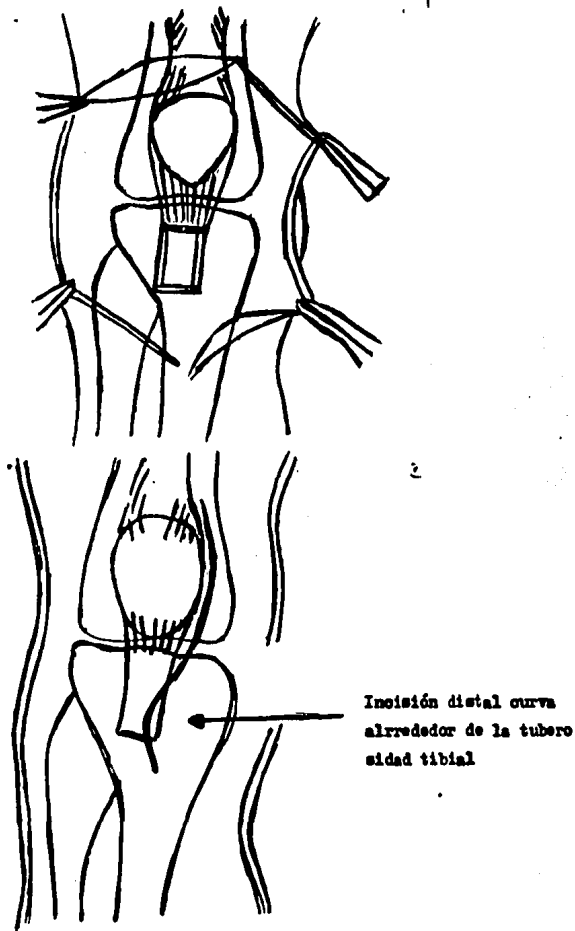 Incisión distal curva
alrrededor de la tubero
sidad tibial